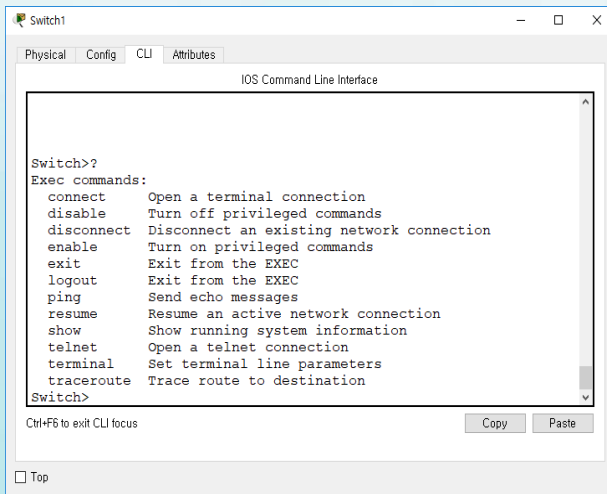 Switch1
Physical Config CLI Attributes
IOS Command Line Interface
Switch>?
Exec commands:
connect Open a terminal connection
disable Turn off privileged commands
disconnect Disconnect an existing network connection
enable Turn on privileged commands
exit Exit from the EXEC
logout Exit from the EXEC
ping Send echo messages
resume Resume an active network connection
show Show running system information
telnet Open a telnet connection
terminal Set terminal line parameters
traceroute Trace route to destination
Switch>
Ctrl+F6 to exit CLI focus Copy Paste
Top